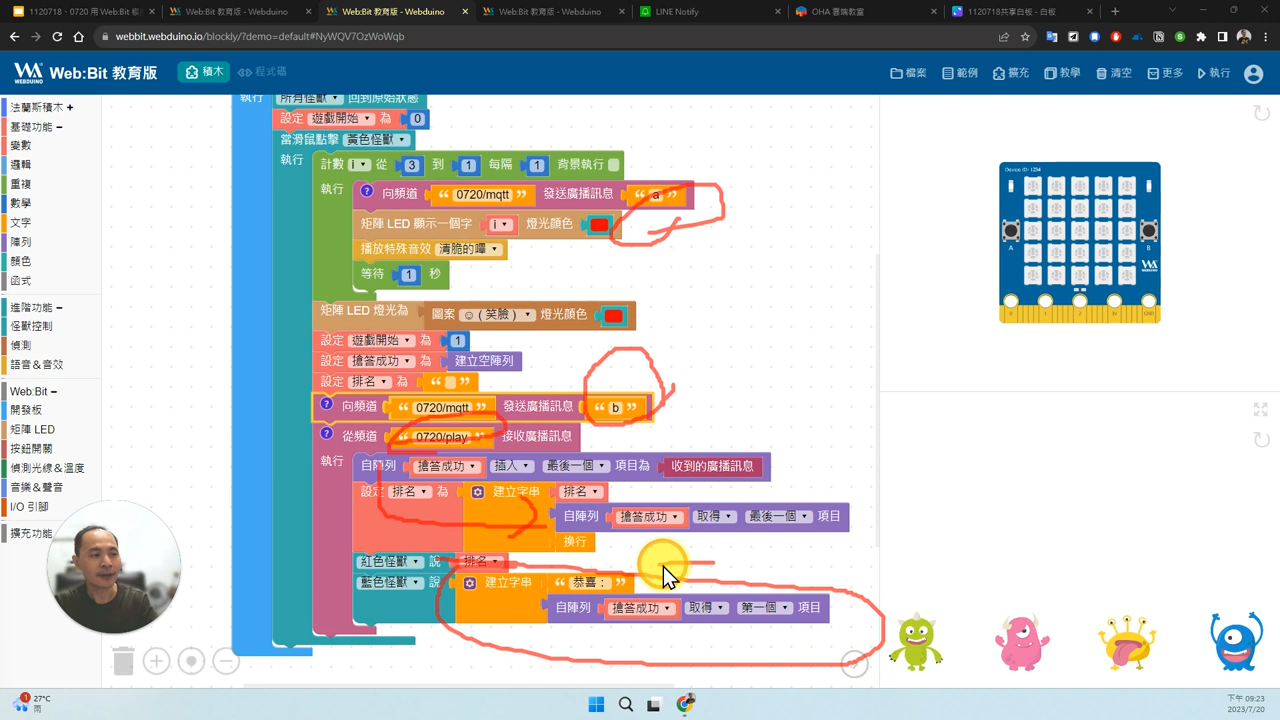 1120718 - 0720 用 Web:Bit 模
Web:Bit 教育版 - Webduino
Web:Bit 教育版 - Webduino
Web:Bit 教育版 - Webduino
LINE Notify
OHA 雲端教室
1120718共享白板 - 白板
webbit.webduino.io/blockly/?demo=default#NyWQV7OzWoWqb
WEBDUINO
Web:Bit 教育版
積木
程式碼
檔案
範例
擴充
教學
清空
更多
執行
法蘭斯積木
基礎功能
變數
邏輯
重複
數學
文字
陣列
顏色
函式
進階功能
怪獸控制
偵測
語音&音效
Web:Bit
開發板
矩陣 LED
按鈕開關
偵測光線&溫度
音樂&聲音
I/O 引腳
擴充功能
執行 所有怪獸 回到原始狀態
設定 遊戲開始 為 0
當滑鼠點擊 黃色怪獸
執行 計數 i 從 3 到 1 每隔 1 背景執行
執行 ? 向頻道 “ 0720/mqtt ” 發送廣播訊息 “ a ”
矩陣 LED 顯示一個字 i 燈光顏色
播放特殊音效 清脆的嗶
等待 1 秒
矩陣 LED 燈光為 圖案 ☺ ( 笑臉 ) 燈光顏色
設定 遊戲開始 為 1
設定 搶答成功 為 建立空陣列
設定 排名 為 “ ”
? 向頻道 “ 0720/mqtt ” 發送廣播訊息 “ b ”
? 從頻道 “ 0720/play ” 接收廣播訊息
執行 自陣列 搶答成功 插入 最後一個 項目為 收到的廣播訊息
設定 排名 為 建立字串 排名
自陣列 搶答成功 取得 最後一個 項目
換行
紅色怪獸 說 排名
藍色怪獸 說 建立字串 “ 恭喜： ”
自陣列 搶答成功 取得 第一個 項目
Device ID: 1234
A
B
27°C
雨
下午 09:23
2023/7/20